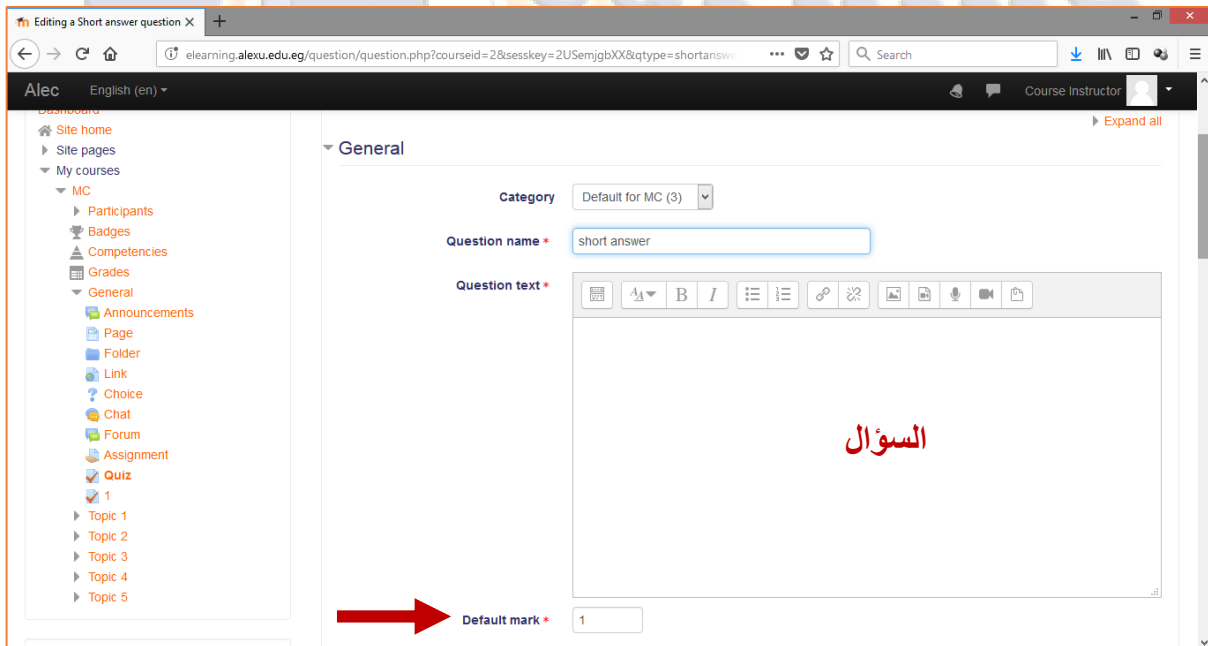 Editing a Short answer question
elearning.alexu.edu.eg/question/question.php?courseid=2&sesskey=2USemjgbXX&qtype=shortanswe
Search
Alec English (en)
Course Instructor
Dashboard
Site home
Site pages
My courses
MC
Participants
Badges
Competencies
Grades
General
Announcements
Page
Folder
Link
Choice
Chat
Forum
Assignment
Quiz
1
Topic 1
Topic 2
Topic 3
Topic 4
Topic 5
Expand all
General
Category Default for MC (3)
Question name * short answer
Question text *
السؤال
Default mark * 1